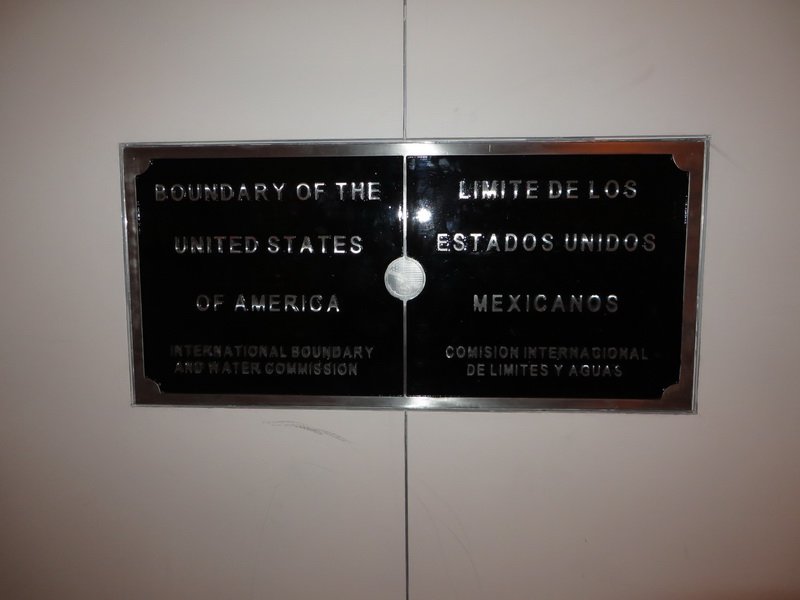 BOUNDARY OF THE
UNITED STATES
OF AMERICA
INTERNATIONAL BOUNDARY
AND WATER COMMISSION
LIMITE DE LOS
ESTADOS UNIDOS
MEXICANOS
COMISION INTERNACIONAL
DE LIMITES Y AGUAS